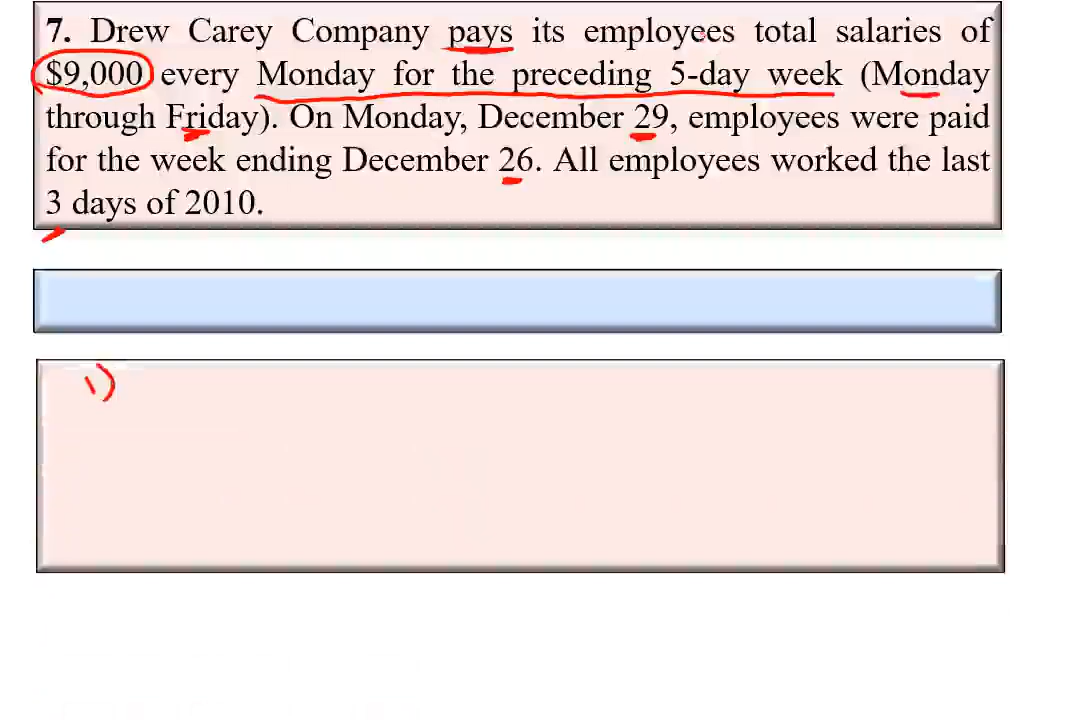 7. Drew Carey Company pays its employees total salaries of
$9,000 every Monday for the preceding 5-day week (Monday
through Friday). On Monday, December 29, employees were paid
for the week ending December 26. All employees worked the last
3 days of 2010.
1)